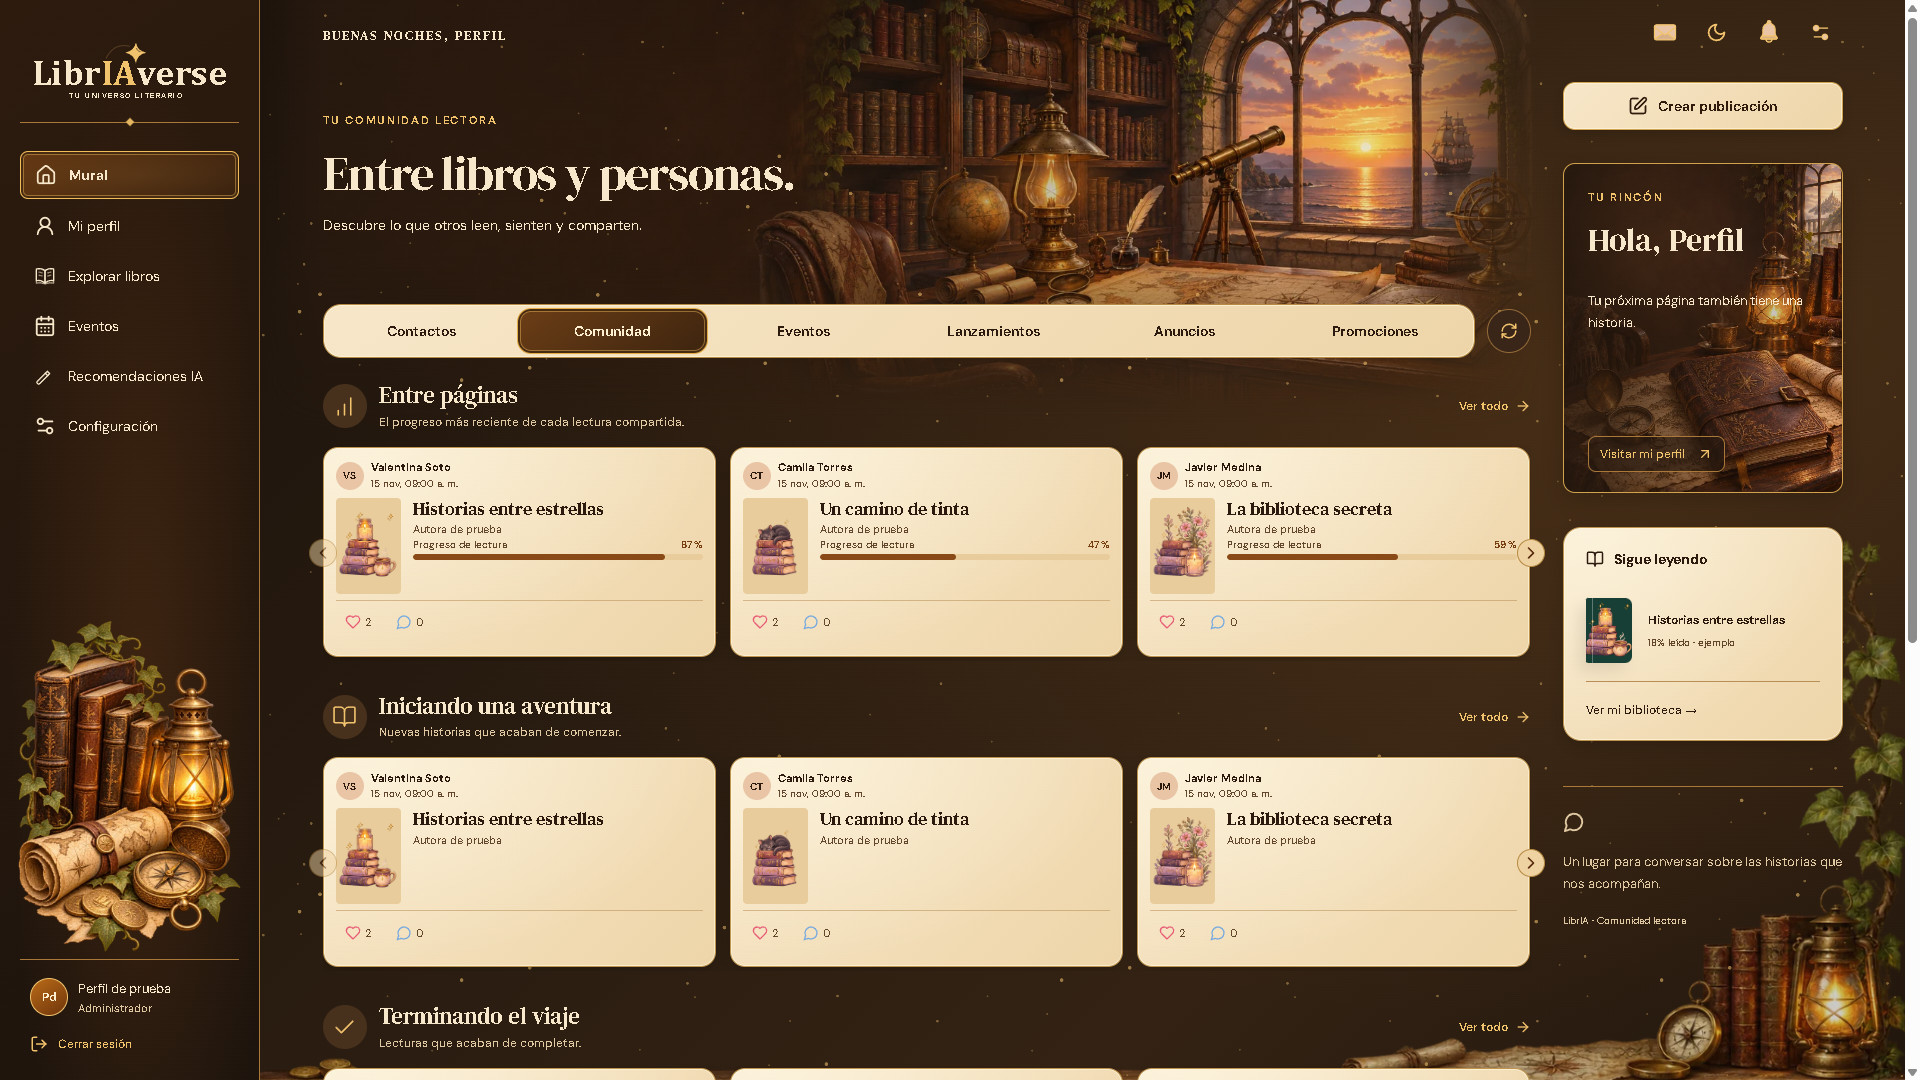 LibrIAverse
TU UNIVERSO LITERARIO
Mural
Mi perfil
Explorar libros
Eventos
Recomendaciones IA
Configuración
Pd
Perfil de prueba
Administrador
Cerrar sesión
BUENAS NOCHES, PERFIL
TU COMUNIDAD LECTORA
Entre libros y personas.
Descubre lo que otros leen, sienten y comparten.
Contactos
Comunidad
Eventos
Lanzamientos
Anuncios
Promociones
Entre páginas
El progreso más reciente de cada lectura compartida.
Ver todo →
VS
Valentina Soto
15 nov, 09:00 a. m.
Historias entre estrellas
Autora de prueba
Progreso de lectura 87%
2 0
CT
Camila Torres
15 nov, 09:00 a. m.
Un camino de tinta
Autora de prueba
Progreso de lectura 47%
2 0
JM
Javier Medina
15 nov, 09:00 a. m.
La biblioteca secreta
Autora de prueba
Progreso de lectura 59%
2 0
Iniciando una aventura
Nuevas historias que acaban de comenzar.
Ver todo →
VS
Valentina Soto
15 nov, 09:00 a. m.
Historias entre estrellas
Autora de prueba
2 0
CT
Camila Torres
15 nov, 09:00 a. m.
Un camino de tinta
Autora de prueba
2 0
JM
Javier Medina
15 nov, 09:00 a. m.
La biblioteca secreta
Autora de prueba
2 0
Terminando el viaje
Lecturas que acaban de completar.
Ver todo →
Crear publicación
TU RINCÓN
Hola, Perfil
Tu próxima página también tiene una
historia.
Visitar mi perfil
Sigue leyendo
Historias entre estrellas
18% leído · ejemplo
Ver mi biblioteca →
Un lugar para conversar sobre las historias que
nos acompañan.
LibrIA · Comunidad lectora